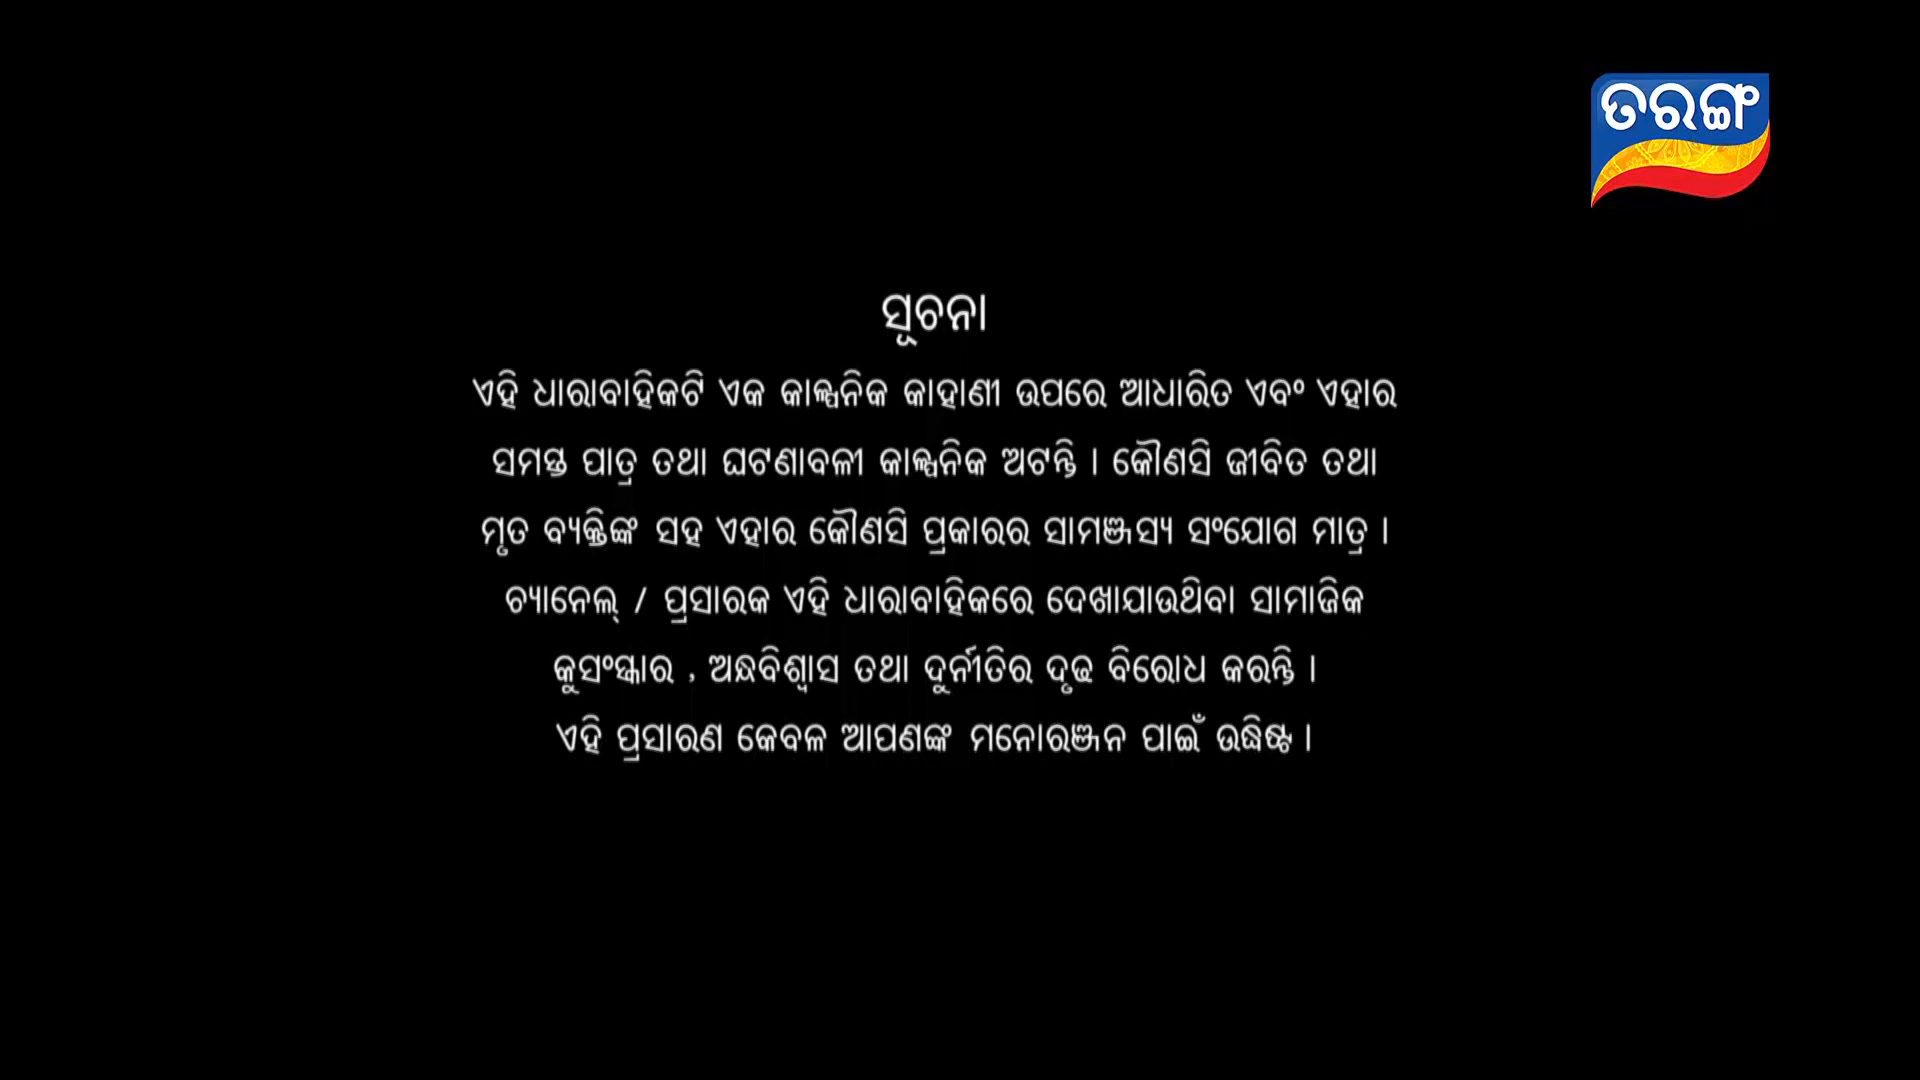 ତରଙ୍ଗ
ସୂଚନା
ଏହି ଧାରାବାହିକଟି ଏକ କାଳ୍ପନିକ କାହାଣୀ ଉପରେ ଆଧାରିତ ଏବଂ ଏହାର
ସମସ୍ତ ପାତ୍ର ତଥା ଘଟଣାବଳୀ କାଳ୍ପନିକ ଅଟନ୍ତି । କୌଣସି ଜୀବିତ ତଥା
ମୃତ ବ୍ୟକ୍ତିଙ୍କ ସହ ଏହାର କୌଣସି ପ୍ରକାରର ସାମଞ୍ଜସ୍ୟ ସଂଯୋଗ ମାତ୍ର ।
ଚ୍ୟାନେଲ୍ / ପ୍ରସାରକ ଏହି ଧାରାବାହିକରେ ଦେଖାଯାଉଥିବା ସାମାଜିକ
କୁସଂସ୍କାର , ଅନ୍ଧବିଶ୍ୱାସ ତଥା ଦୁର୍ନୀତିର ଦୃଢ ବିରୋଧ କରନ୍ତି ।
ଏହି ପ୍ରସାରଣ କେବଳ ଆପଣଙ୍କ ମନୋରଞ୍ଜନ ପାଇଁ ଉଦ୍ଧିଷ୍ଟ ।